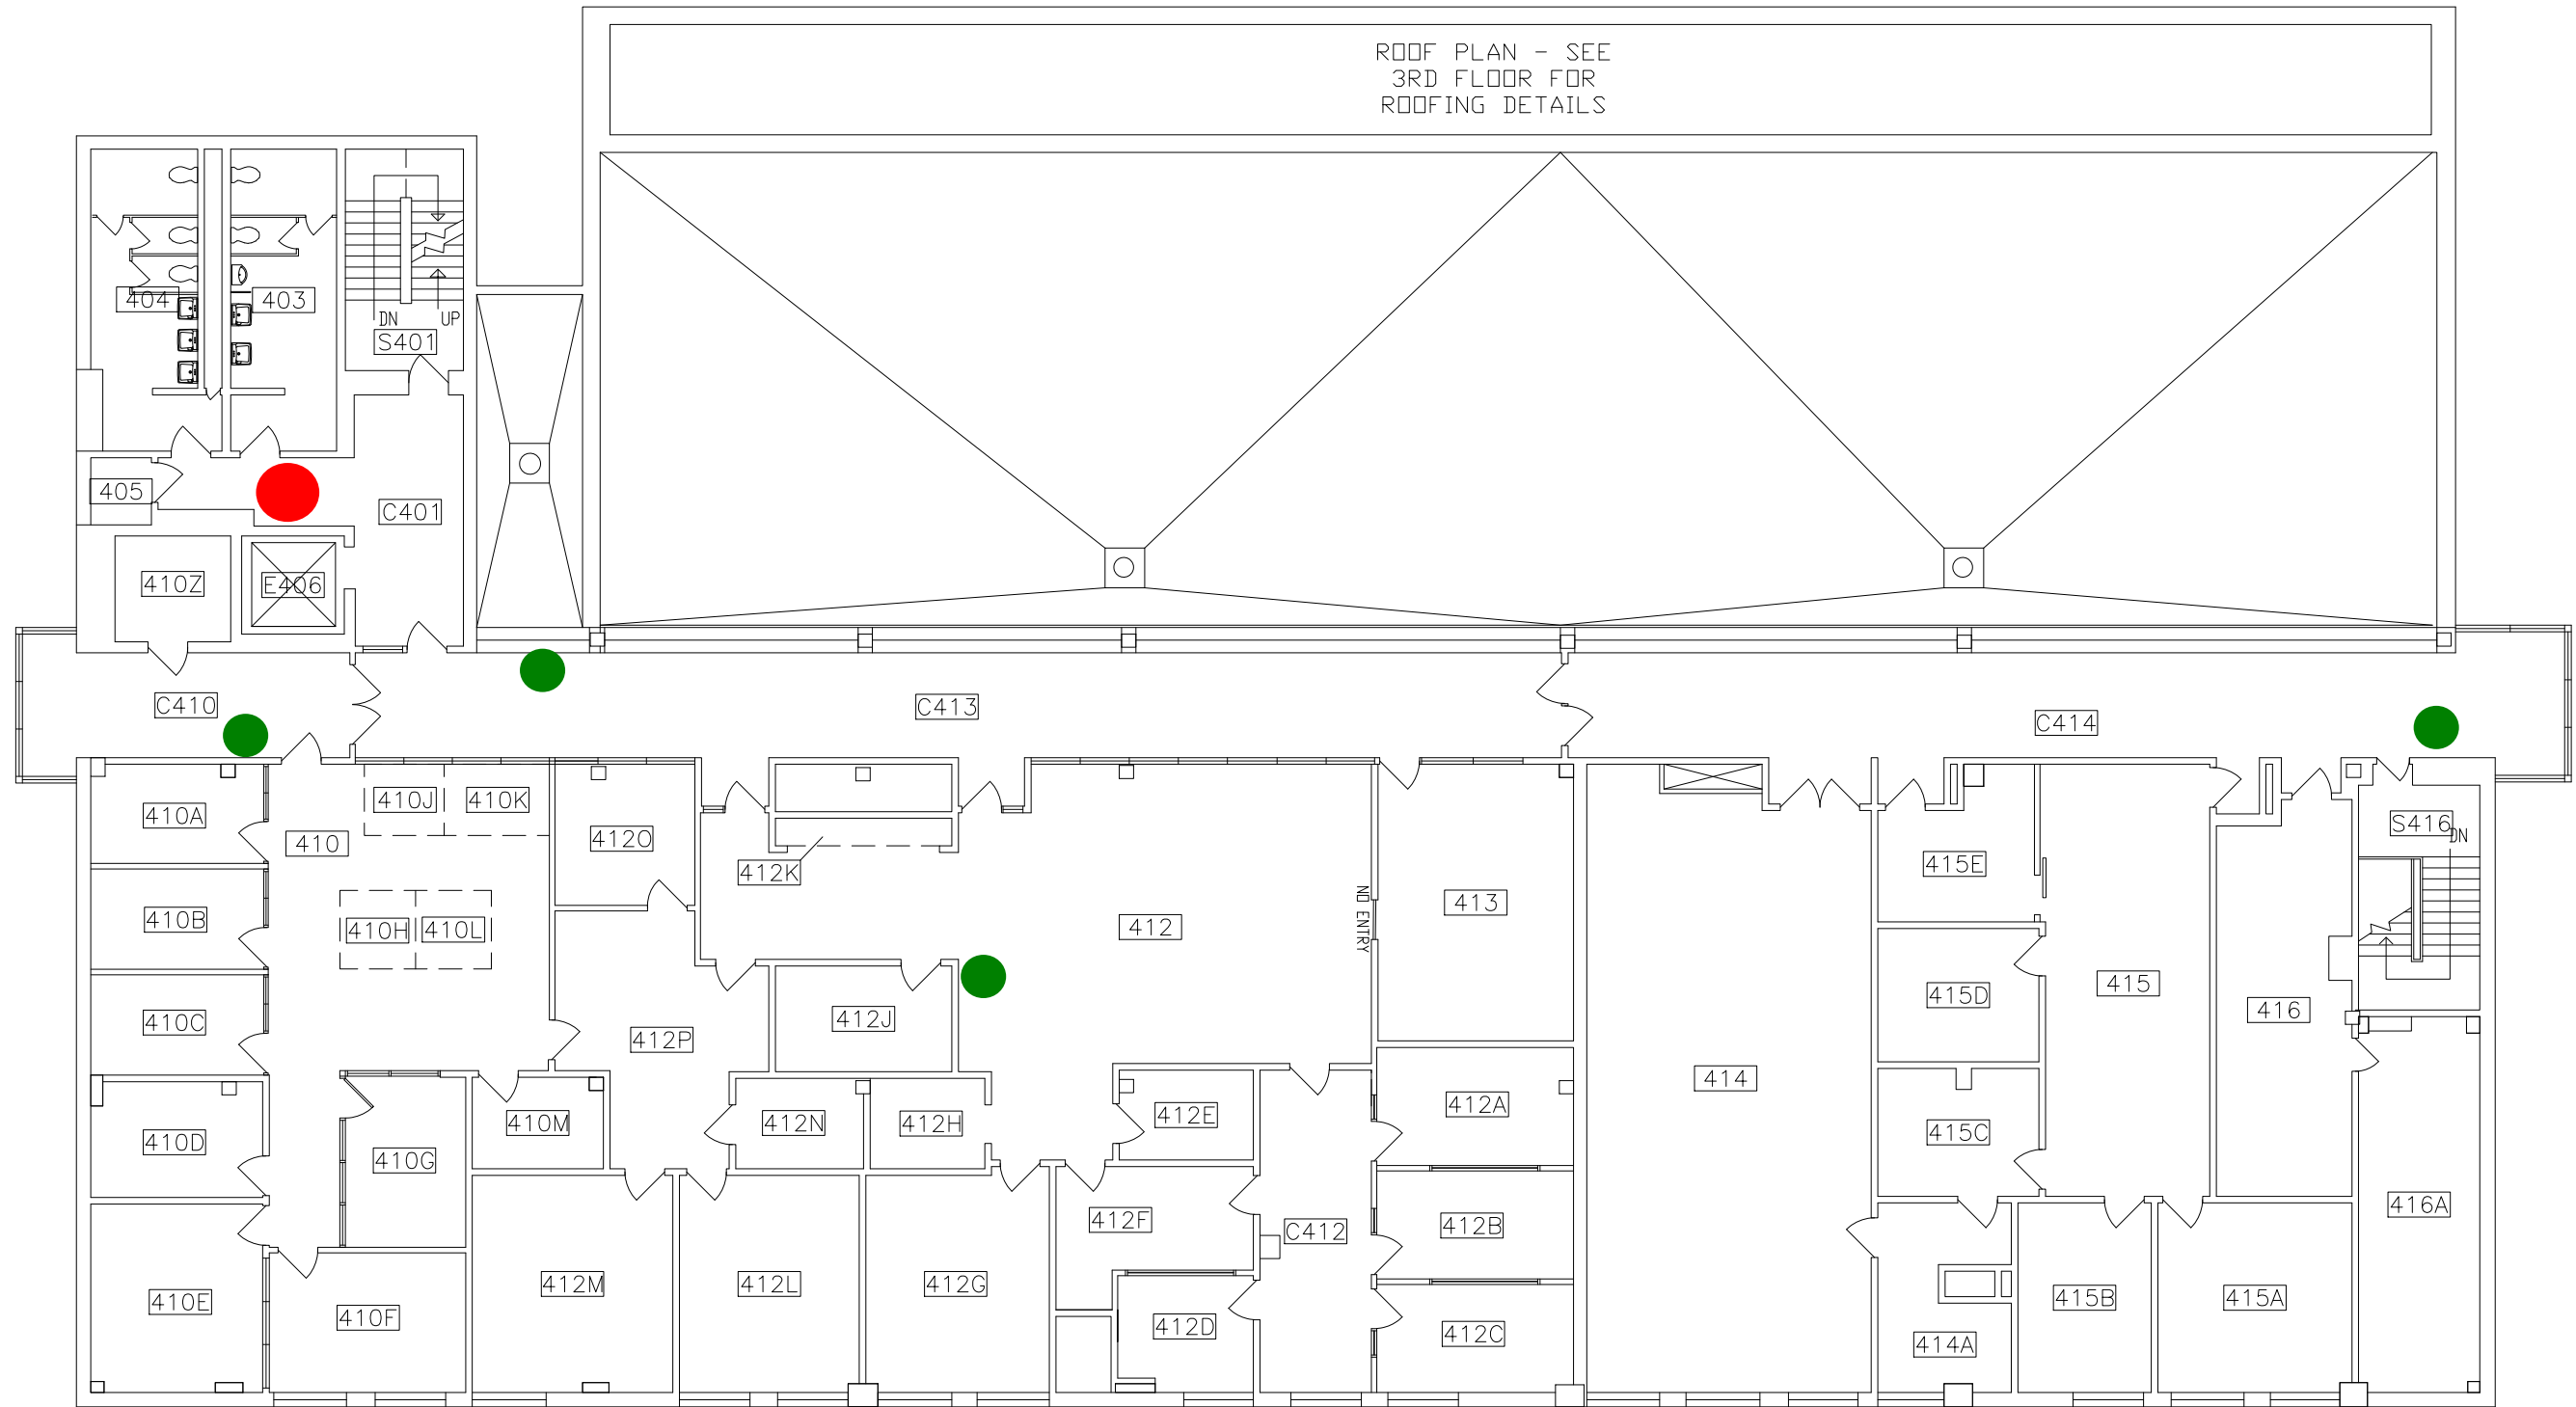 ROOF PLAN - SEE
3RD FLOOR FOR
ROOFING DETAILS
404
403
DN
UP
S401
405
C401
410Z
E406
C410
C413
C414
410A
410J
410K
410
412O
412K
410B
410H
410L
412
NO ENTRY
413
415E
S416
DN
410C
412P
412J
415D
415
416
414
410D
410G
410M
412N
412H
412E
412A
415C
410E
410F
412M
412L
412G
412F
C412
412B
416A
412D
412C
414A
415B
415A